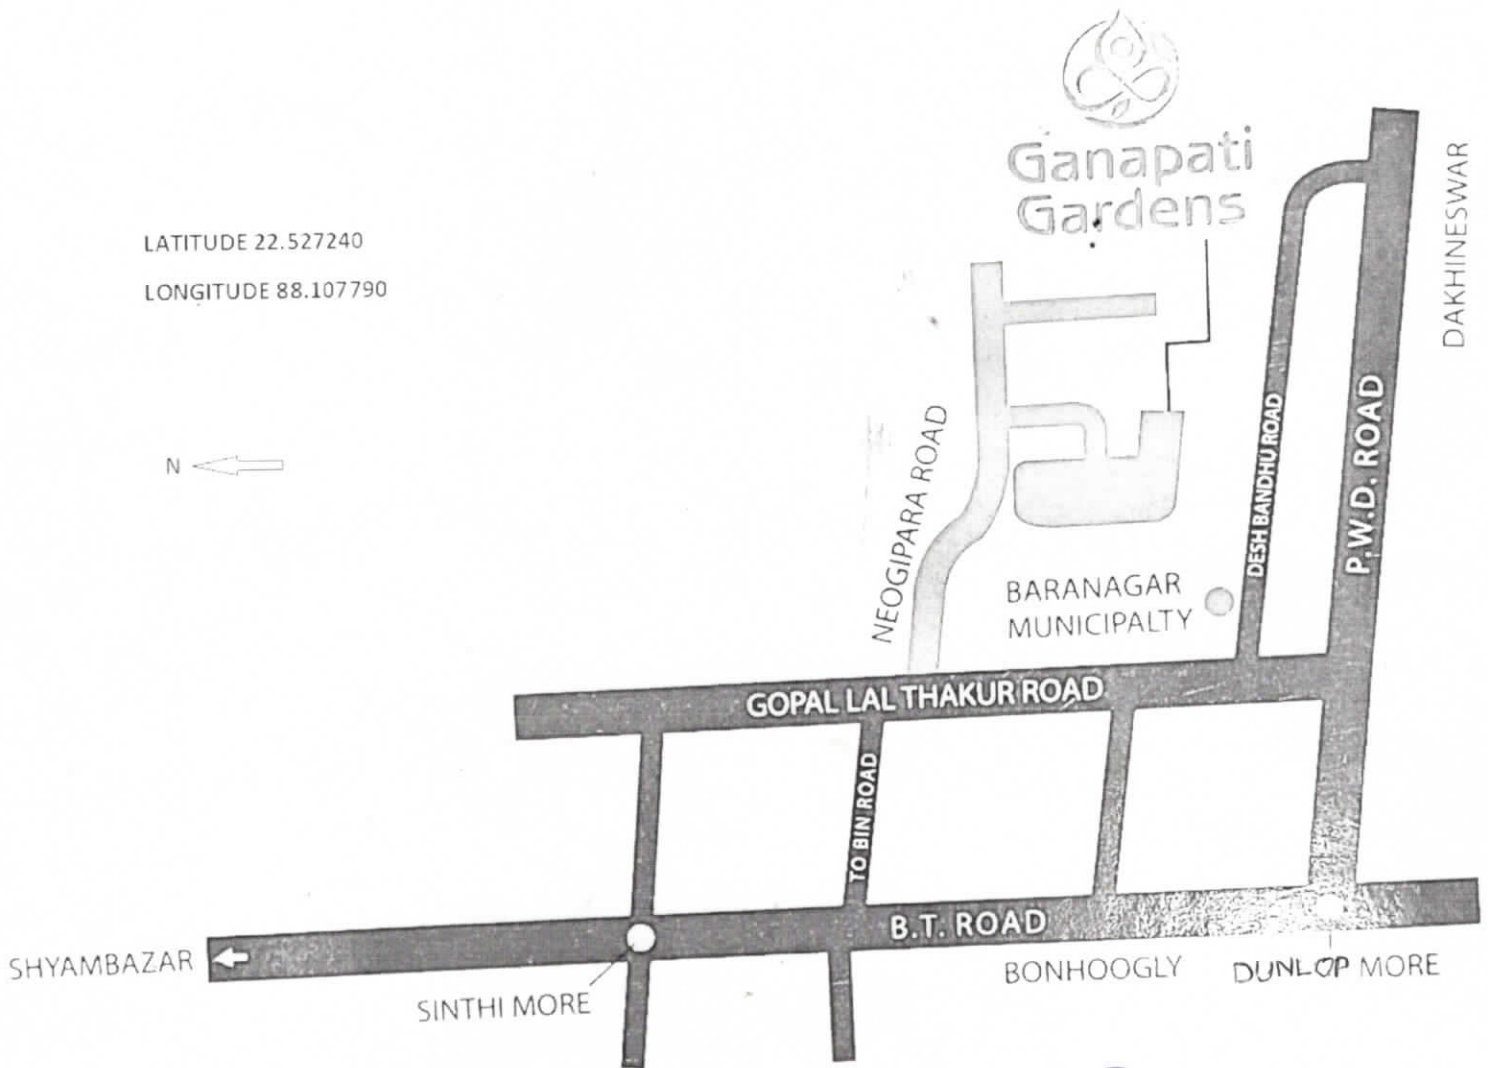 Ganapati
Gardens
LATITUDE 22.527240
LONGITUDE 88.107790
N
DAKHINESWAR
P.W.D. ROAD
DESH BANDHU ROAD
NEOGIPARA ROAD
BARANAGAR
MUNICIPALTY
GOPAL LAL THAKUR ROAD
TO BIN ROAD
B.T. ROAD
SHYAMBAZAR
SINTHI MORE
BONHOOGLY
DUNLOP MORE